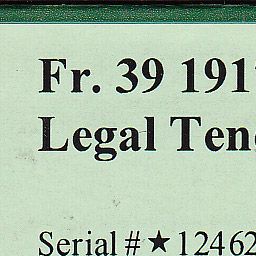 Fr. 39 191
Legal Ten
Serial # ★ 12462